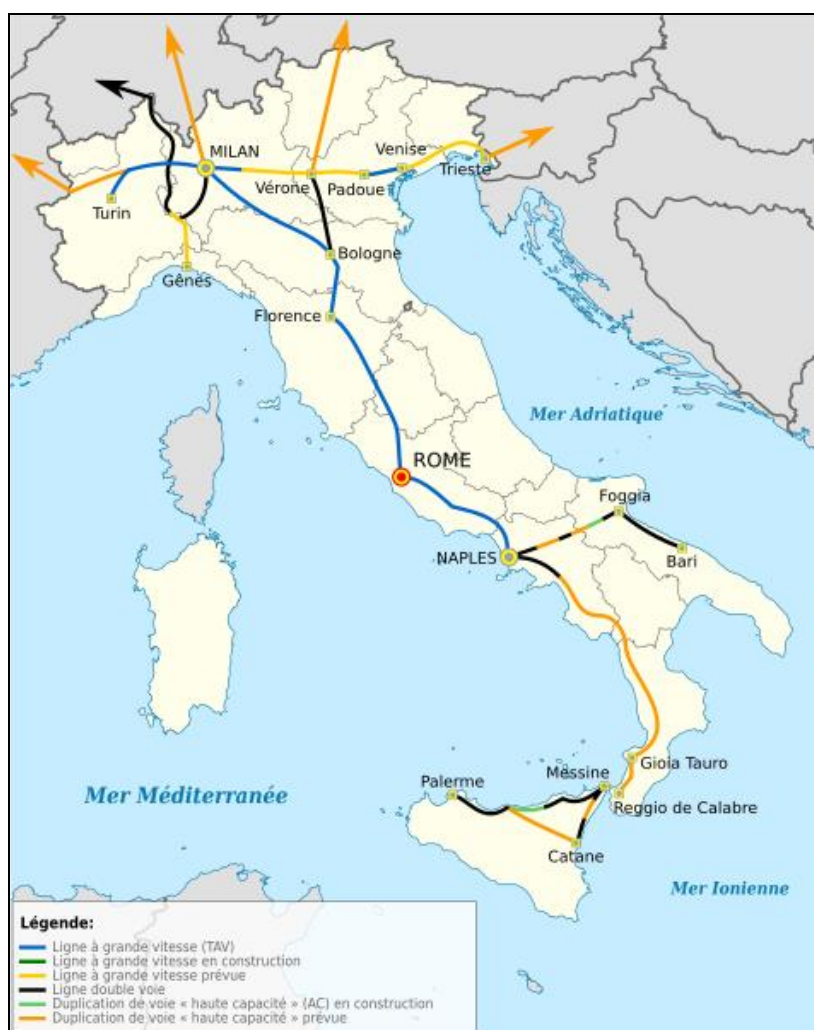 MILAN
Venise
Vérone
Padoue
Trieste
Turin
Bologne
Gênes
Florence
Mer Adriatique
ROME
Foggia
NAPLES
Bari
Gioia Tauro
Messine
Palerme
Mer Méditerranée
Reggio de Calabre
Catane
Mer Ionienne
Légende:
Ligne à grande vitesse (TAV)
Ligne à grande vitesse en construction
Ligne à grande vitesse prévue
Ligne double voie
Duplication de voie « haute capacité » (AC) en construction
Duplication de voie « haute capacité » prévue